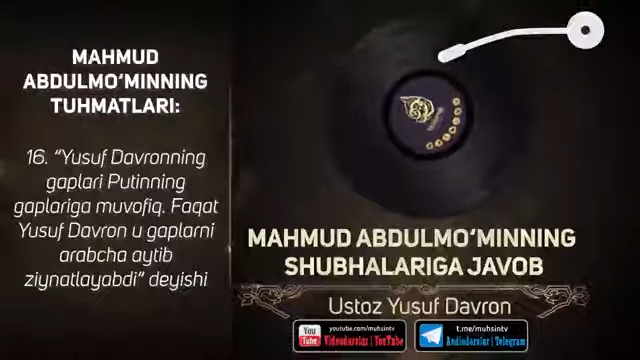 MAHMUD
ABDULMO‘MINNING
TUHMATLARI:
16. “Yusuf Davronning
gaplari Putinning
gaplariga muvofiq. Faqat
Yusuf Davron u gaplarni
arabcha aytib
ziynatlayabdi” deyishi
MAHMUD ABDULMO‘MINNING
SHUBHALARIGA JAVOB
Ustoz Yusuf Davron
You Tube
youtube.com/muhsintv
Videodarslar | YouTube
t.me/muhsintv
Audiodarslar | Telegram